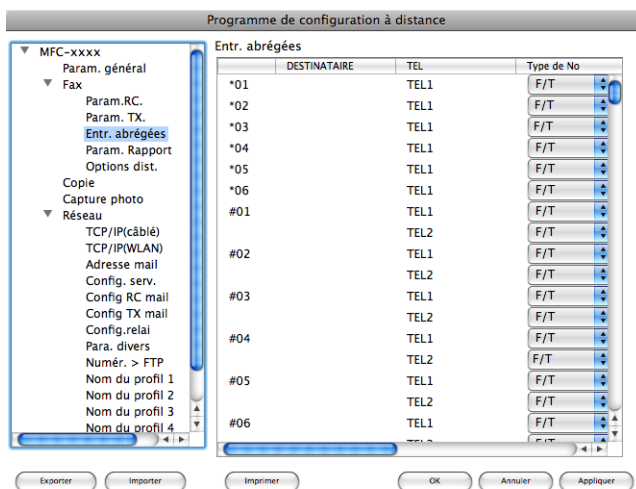 Programme de configuration à distance
MFC-xxxx
Param. général
Fax
Param.RC.
Param. TX.
Entr. abrégées
Param. Rapport
Options dist.
Copie
Capture photo
Réseau
TCP/IP(câblé)
TCP/IP(WLAN)
Adresse mail
Config. serv.
Config RC mail
Config TX mail
Config.relai
Para. divers
Numér. > FTP
Nom du profil 1
Nom du profil 2
Nom du profil 3
Nom du profil 4
Entr. abrégées
DESTINATAIRE TEL Type de No
*01 TEL1 F/T
*02 TEL1 F/T
*03 TEL1 F/T
*04 TEL1 F/T
*05 TEL1 F/T
*06 TEL1 F/T
#01 TEL1 F/T
TEL2 F/T
#02 TEL1 F/T
TEL2 F/T
#03 TEL1 F/T
TEL2 F/T
#04 TEL1 F/T
TEL2 F/T
#05 TEL1 F/T
TEL2 F/T
#06 TEL1 F/T
TEL2 F/T
Exporter Importer Imprimer OK Annuler Appliquer